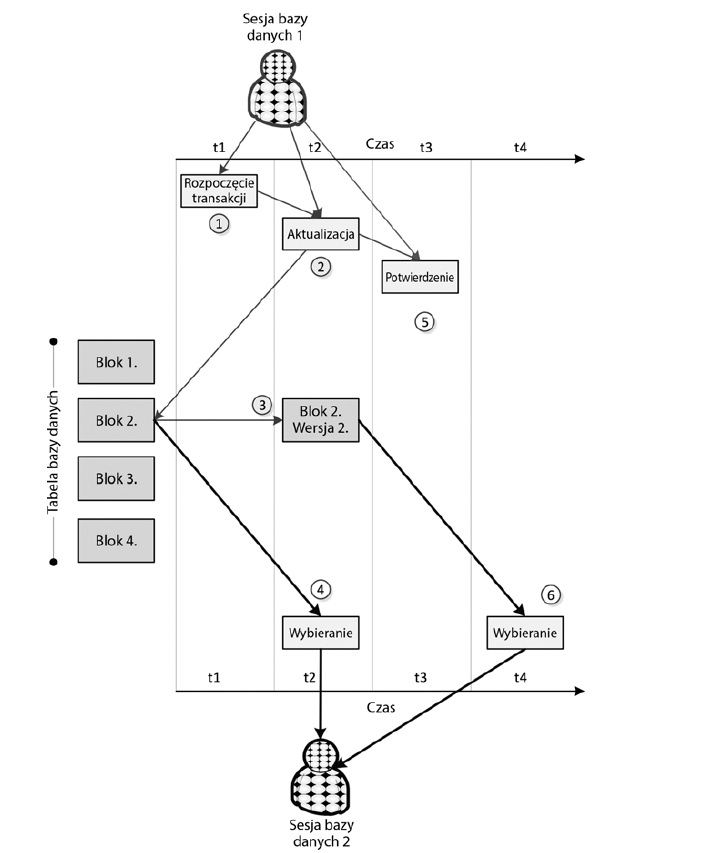 Sesja bazy
danych 1
Czas
t1
t2
t3
t4
Rozpoczęcie
transakcji
1
Aktualizacja
2
Potwierdzenie
5
Tabela bazy danych
Blok 1.
Blok 2.
3
Blok 2.
Wersja 2.
Blok 3.
Blok 4.
4
6
Wybieranie
Wybieranie
t1
t2
t3
t4
Czas
Sesja bazy
danych 2